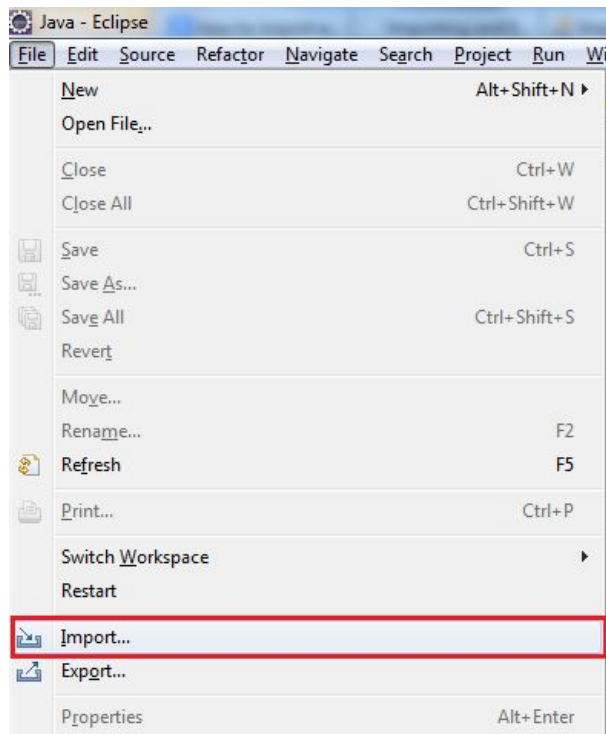 Java - Eclipse
File Edit Source Refactor Navigate Search Project Run Wi
New Alt+Shift+N
Open File...
Close Ctrl+W
Close All Ctrl+Shift+W
Save Ctrl+S
Save As...
Save All Ctrl+Shift+S
Revert
Move...
Rename... F2
Refresh F5
Print... Ctrl+P
Switch Workspace
Restart
Import...
Export...
Properties Alt+Enter